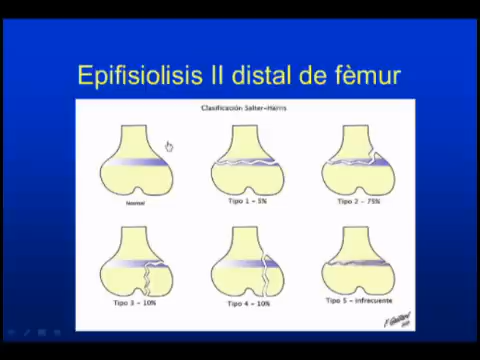 Epifisiolisis II distal de fèmur
Clasificación Salter-Harris
Normal
Tipo 1 - 5%
Tipo 2 - 75%
Tipo 3 - 10%
Tipo 4 - 10%
Tipo 5 - infrecuente